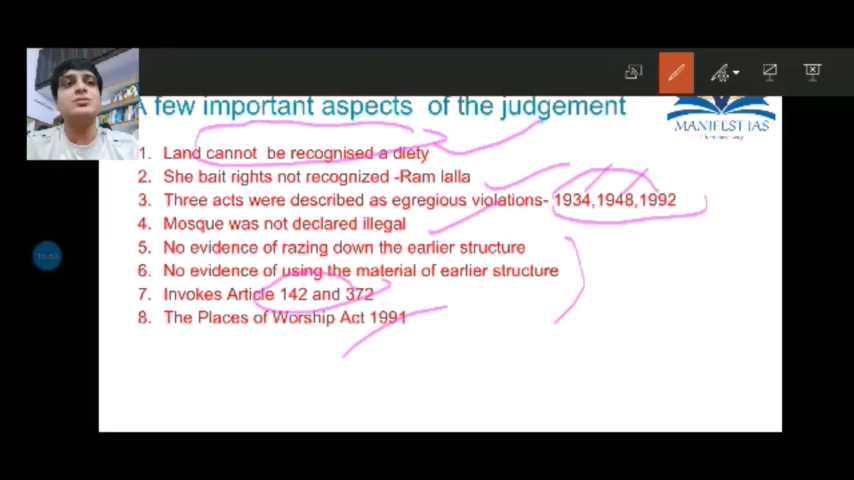 A few important aspects of the judgement
MANIFEST IAS
1. Land cannot be recognised a diety
2. She bait rights not recognized -Ram lalla
3. Three acts were described as egregious violations- 1934,1948,1992
4. Mosque was not declared illegal
5. No evidence of razing down the earlier structure
6. No evidence of using the material of earlier structure
7. Invokes Article 142 and 372
8. The Places of Worship Act 1991